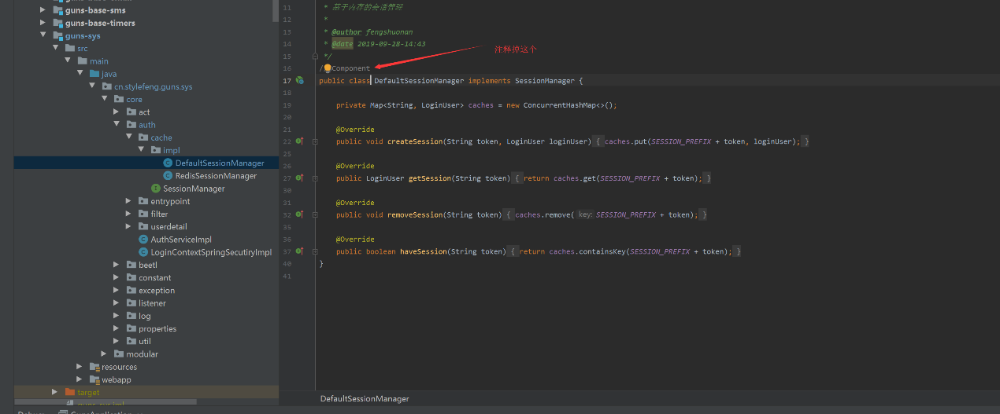 guns-base-sms
guns-base-timers
guns-sys
src
main
java
cn.stylefeng.guns.sys
core
act
auth
cache
impl
DefaultSessionManager
RedisSessionManager
SessionManager
entrypoint
filter
userdetail
AuthServiceImpl
LoginContextSpringSecutiryImpl
beetl
constant
exception
listener
log
properties
util
modular
resources
webapp
target
guns-sys.iml
11 * 基于内存的会话管理
12 *
13 * @author fengshuonan
14 * @date 2019-09-28-14:43
15 */
16 / Component
注释掉这个
17 public class DefaultSessionManager implements SessionManager {
18
19 private Map<String, LoginUser> caches = new ConcurrentHashMap<>();
20
21 @Override
22 public void createSession(String token, LoginUser loginUser) { caches.put(SESSION_PREFIX + token, loginUser); }
25
26 @Override
27 public LoginUser getSession(String token) { return caches.get(SESSION_PREFIX + token); }
30
31 @Override
32 public void removeSession(String token) { caches.remove( key: SESSION_PREFIX + token); }
35
36 @Override
37 public boolean haveSession(String token) { return caches.containsKey(SESSION_PREFIX + token); }
40 }
41
DefaultSessionManager